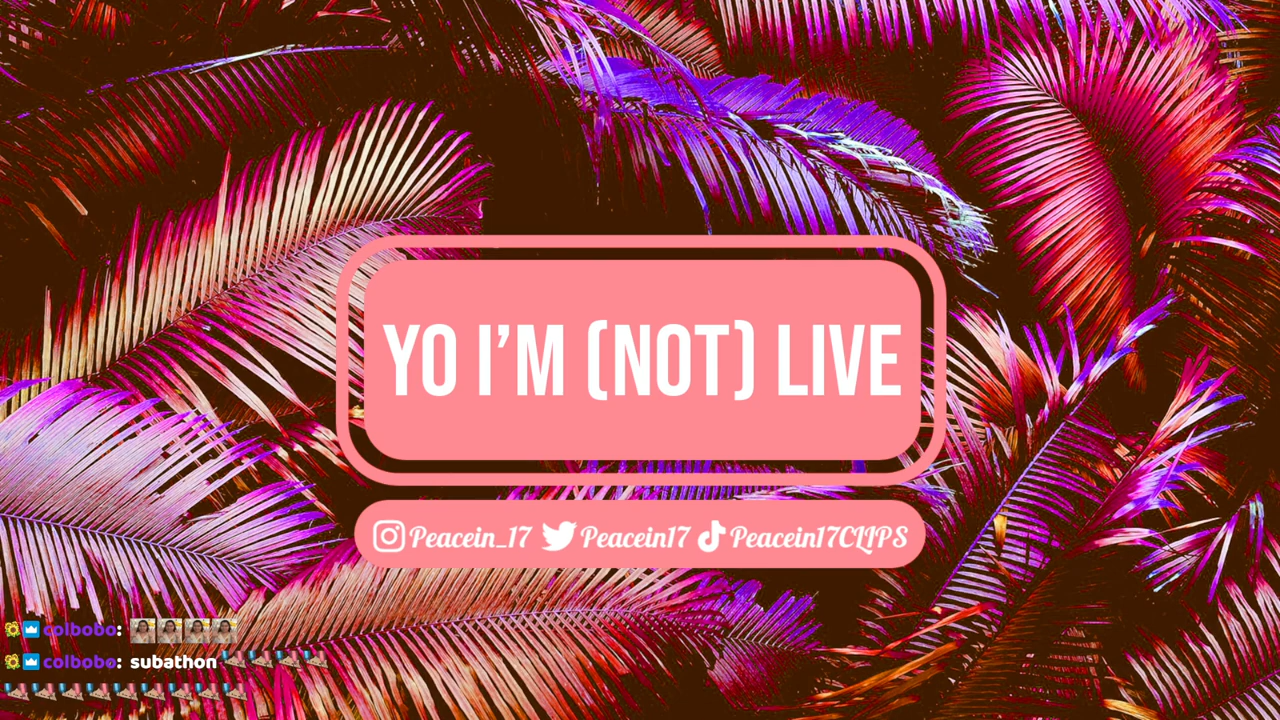 YO I'M (NOT) LIVE
Peacein_17 Peacein17 Peacein17CLIPS
colbobo:
colbobo: subathon